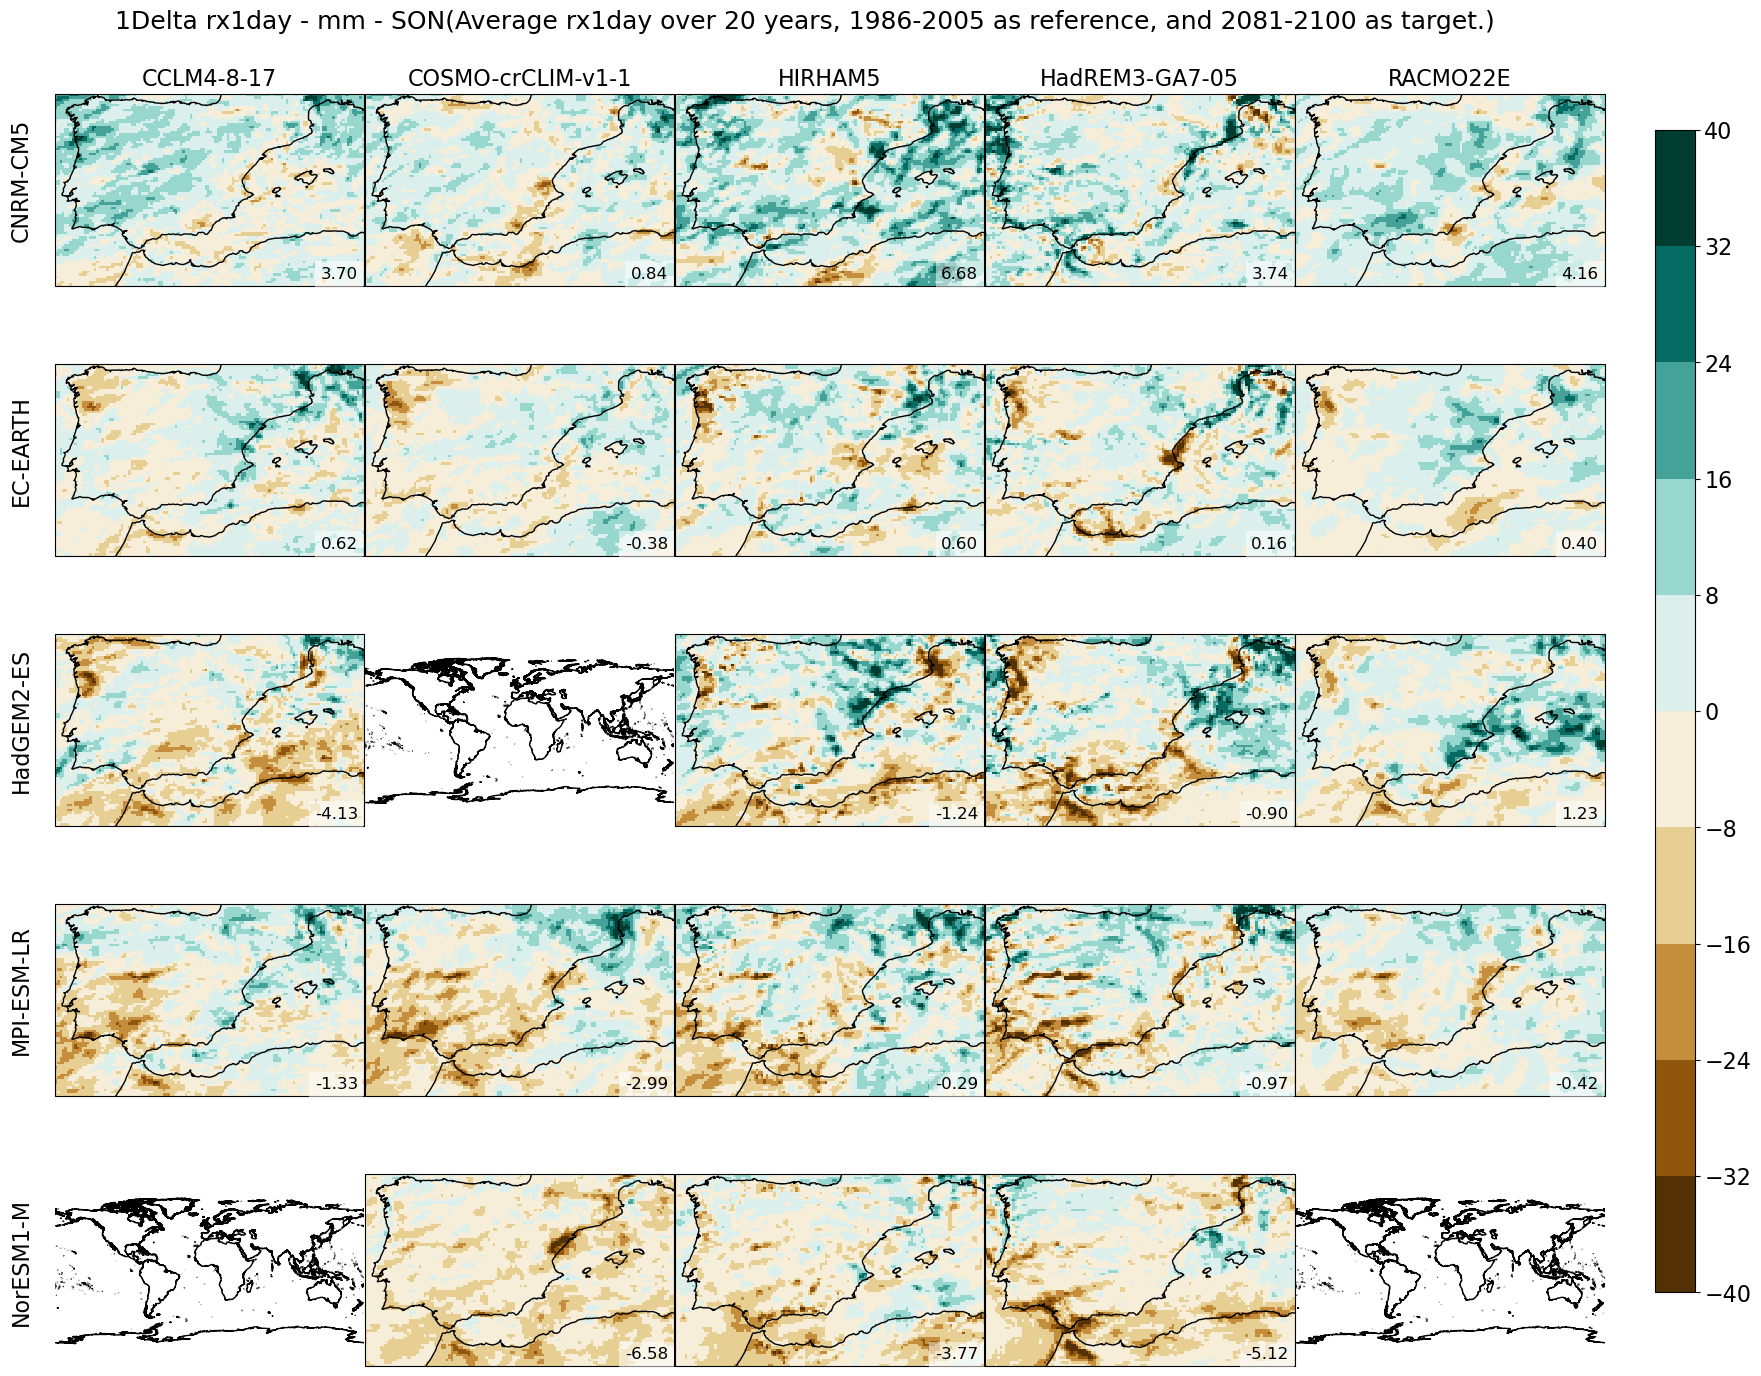 1Delta rx1day - mm - SON(Average rx1day over 20 years, 1986-2005 as reference, and 2081-2100 as target.)
CCLM4-8-17 COSMO-crCLIM-v1-1 HIRHAM5 HadREM3-GA7-05 RACMO22E
CNRM-CM5
3.70 0.84 6.68 3.74 4.16
EC-EARTH
0.62 -0.38 0.60 0.16 0.40
HadGEM2-ES
-4.13 -1.24 -0.90 1.23
MPI-ESM-LR
-1.33 -2.99 -0.29 -0.97 -0.42
NorESM1-M
-6.58 -3.77 -5.12
40
32
24
16
8
0
−8
−16
−24
−32
−40